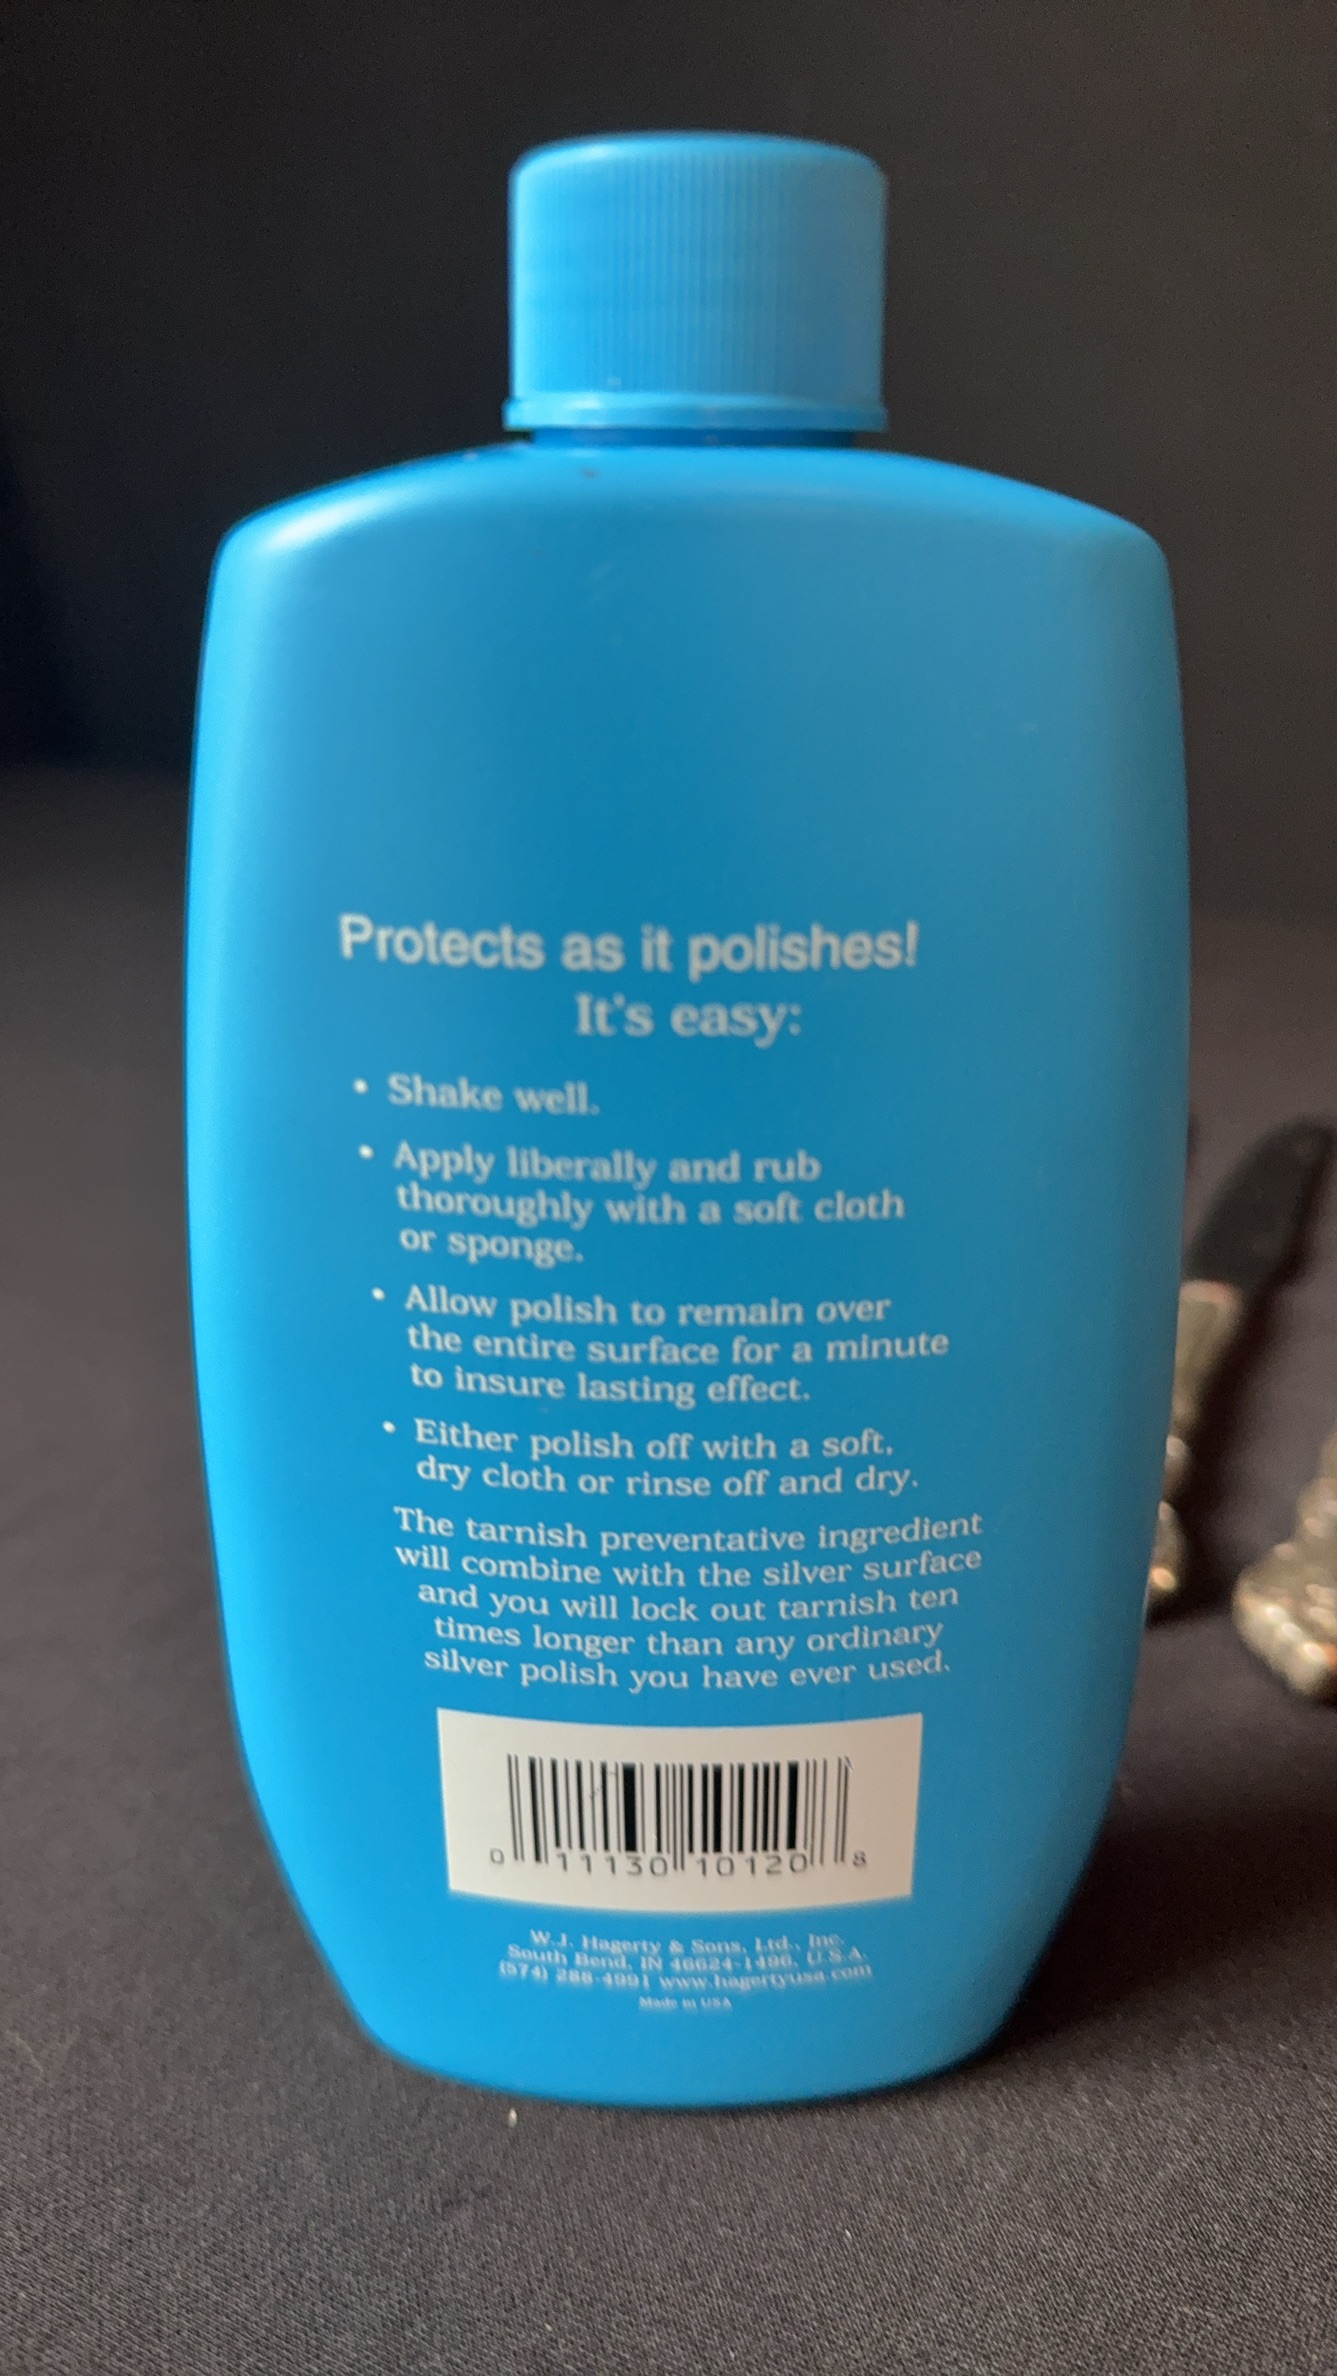 Protects as it polishes!
It's easy:
• Shake well.
• Apply liberally and rub
thoroughly with a soft cloth
or sponge.
• Allow polish to remain over
the entire surface for a minute
to insure lasting effect.
• Either polish off with a soft,
dry cloth or rinse off and dry.
The tarnish preventative ingredient
will combine with the silver surface
and you will lock out tarnish ten
times longer than any ordinary
silver polish you have ever used.
0 11130 10120 8
W.J. Hagerty & Sons, Ltd., Inc.
South Bend, IN 46624-1496, U.S.A.
(574) 288-4991 www.hagertyusa.com
Made in USA